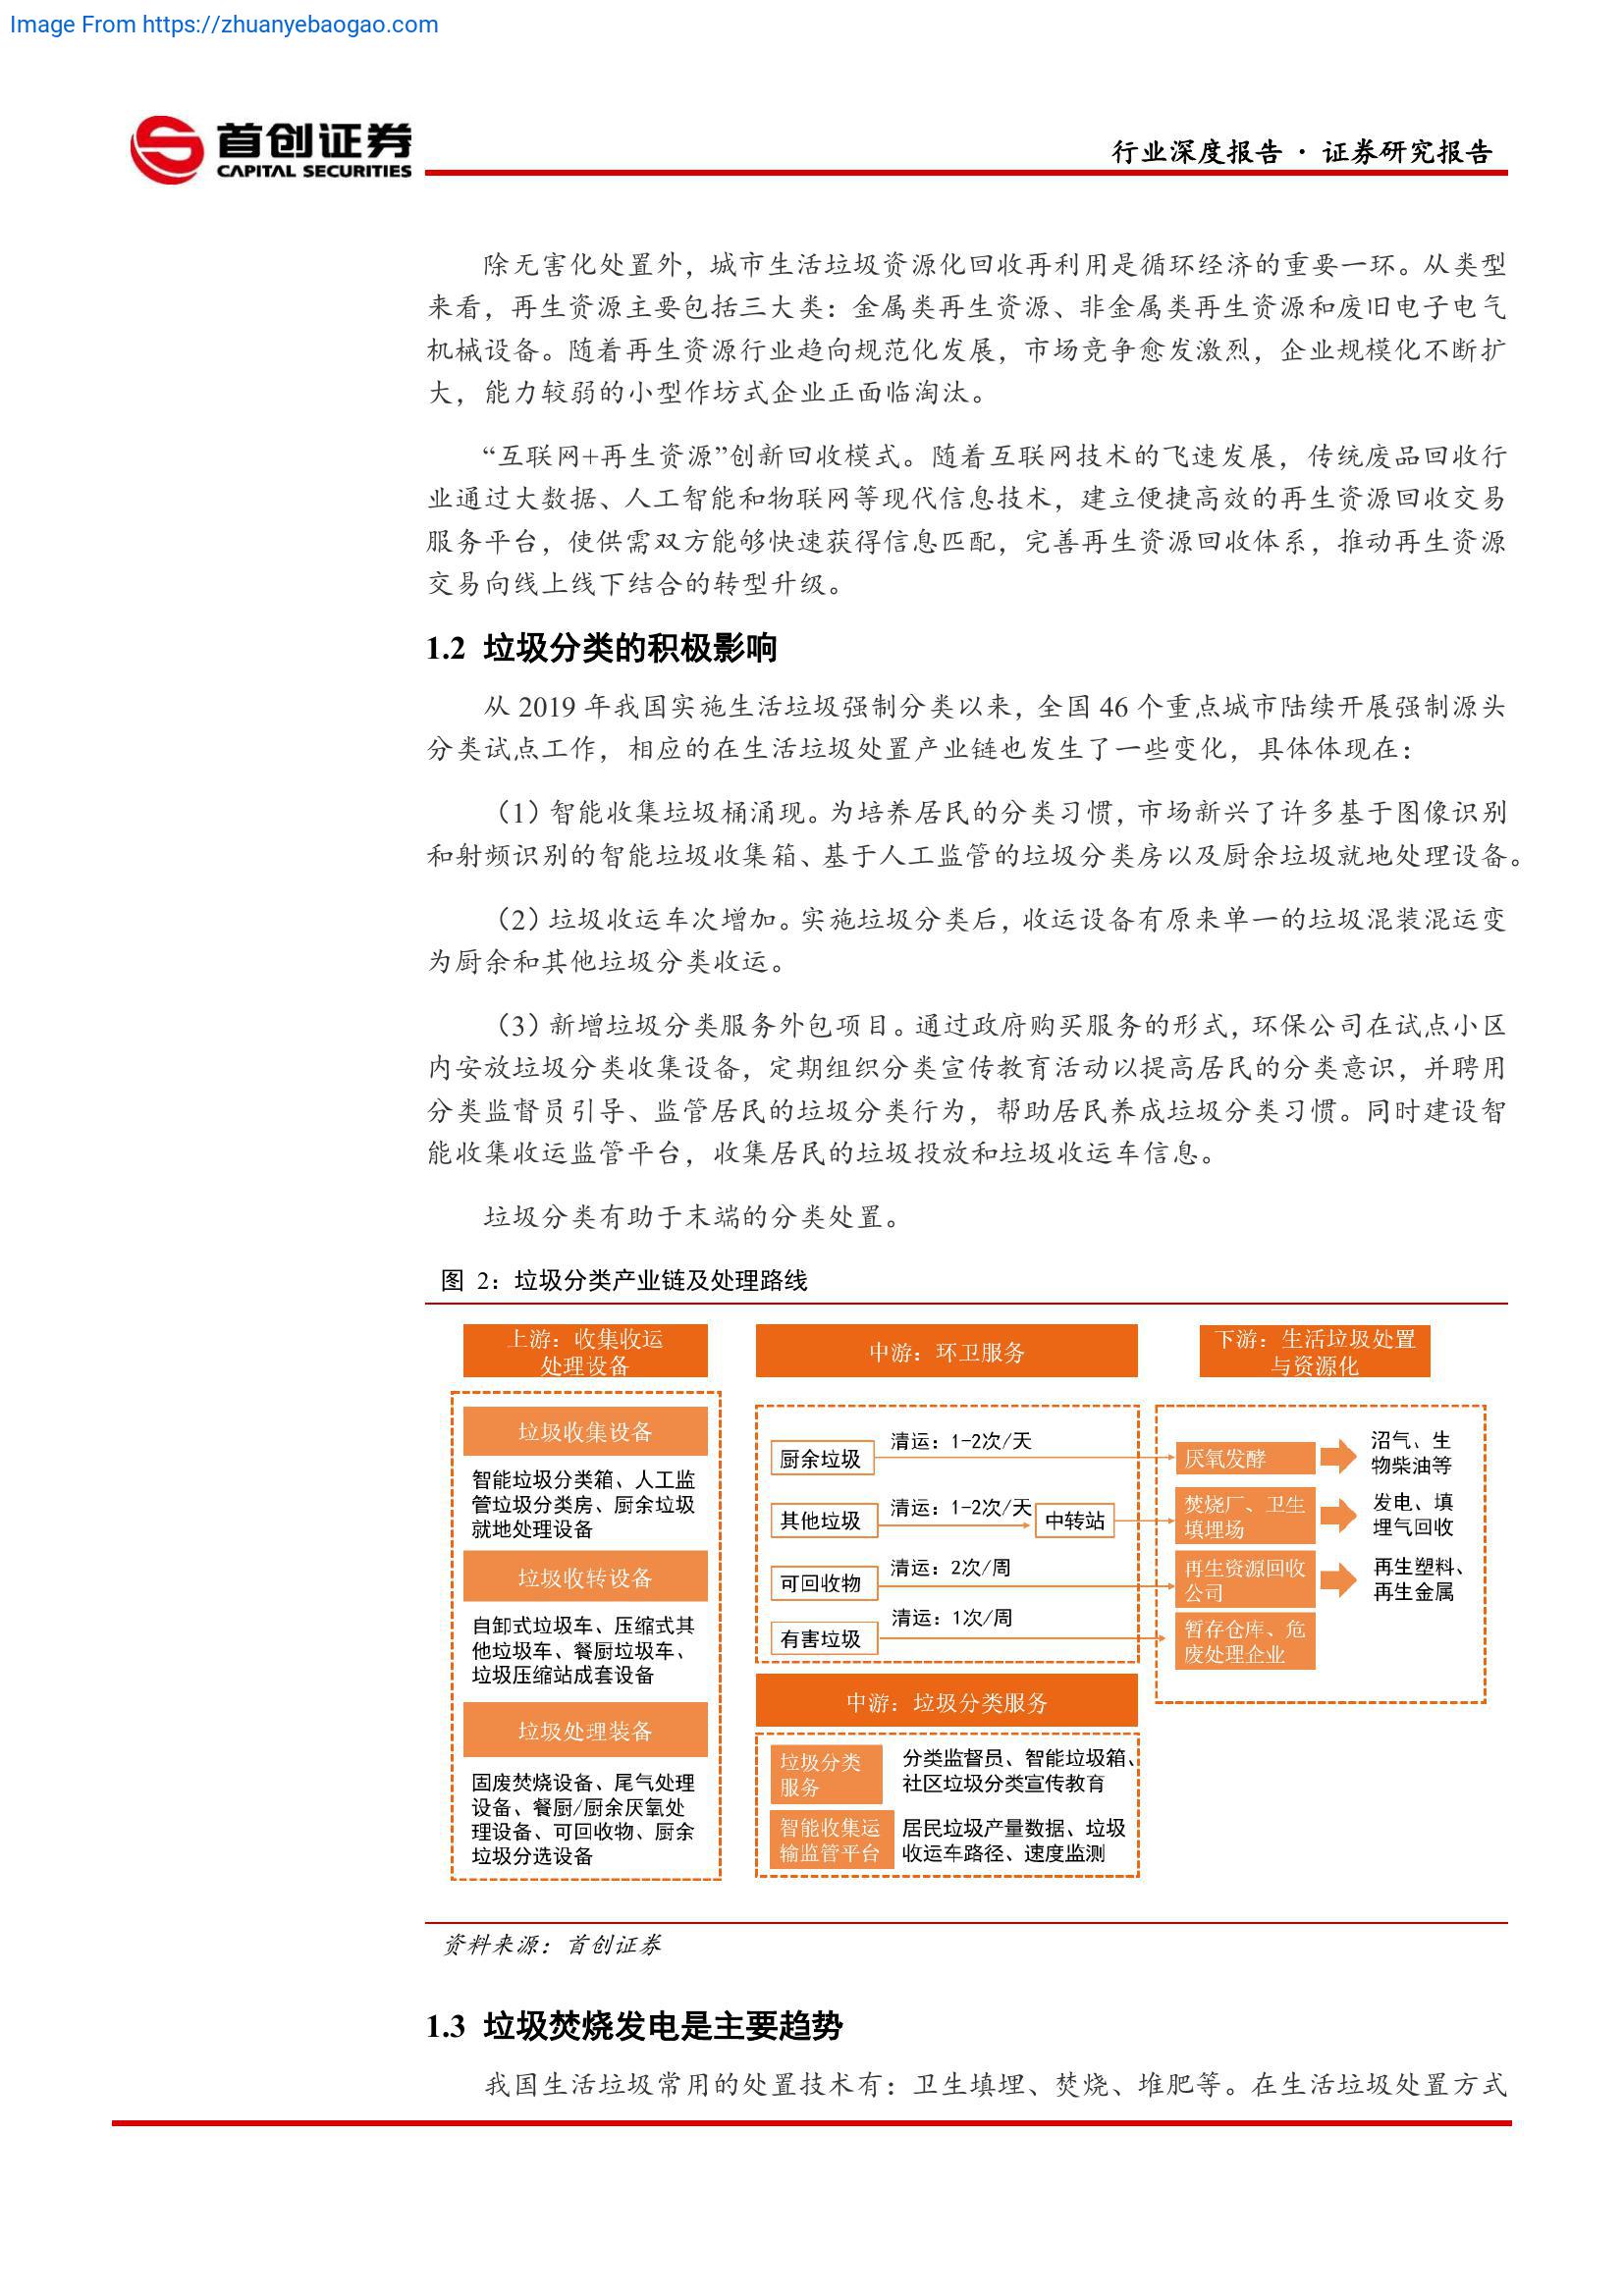 Image From https://zhuanyebaogao.com
首创证券
CAPITAL SECURITIES
行业深度报告 · 证券研究报告
除无害化处置外，城市生活垃圾资源化回收再利用是循环经济的重要一环。从类型
来看，再生资源主要包括三大类：金属类再生资源、非金属类再生资源和废旧电子电气
机械设备。随着再生资源行业趋向规范化发展，市场竞争愈发激烈，企业规模化不断扩
大，能力较弱的小型作坊式企业正面临淘汰。
“互联网+再生资源”创新回收模式。随着互联网技术的飞速发展，传统废品回收行
业通过大数据、人工智能和物联网等现代信息技术，建立便捷高效的再生资源回收交易
服务平台，使供需双方能够快速获得信息匹配，完善再生资源回收体系，推动再生资源
交易向线上线下结合的转型升级。
1.2 垃圾分类的积极影响
从 2019 年我国实施生活垃圾强制分类以来，全国 46 个重点城市陆续开展强制源头
分类试点工作，相应的在生活垃圾处置产业链也发生了一些变化，具体体现在：
（1）智能收集垃圾桶涌现。为培养居民的分类习惯，市场新兴了许多基于图像识别
和射频识别的智能垃圾收集箱、基于人工监管的垃圾分类房以及厨余垃圾就地处理设备。
（2）垃圾收运车次增加。实施垃圾分类后，收运设备有原来单一的垃圾混装混运变
为厨余和其他垃圾分类收运。
（3）新增垃圾分类服务外包项目。通过政府购买服务的形式，环保公司在试点小区
内安放垃圾分类收集设备，定期组织分类宣传教育活动以提高居民的分类意识，并聘用
分类监督员引导、监管居民的垃圾分类行为，帮助居民养成垃圾分类习惯。同时建设智
能收集收运监管平台，收集居民的垃圾投放和垃圾收运车信息。
垃圾分类有助于末端的分类处置。
图 2：垃圾分类产业链及处理路线
上游：收集收运
处理设备
垃圾收集设备
智能垃圾分类箱、人工监
管垃圾分类房、厨余垃圾
就地处理设备
垃圾收转设备
自卸式垃圾车、压缩式其
他垃圾车、餐厨垃圾车、
垃圾压缩站成套设备
垃圾处理装备
固废焚烧设备、尾气处理
设备、餐厨/厨余厌氧处
理设备、可回收物、厨余
垃圾分选设备
中游：环卫服务
厨余垃圾
清运：1-2次/天
其他垃圾
清运：1-2次/天
中转站
可回收物
清运：2次/周
有害垃圾
清运：1次/周
中游：垃圾分类服务
垃圾分类
服务
分类监督员、智能垃圾箱、
社区垃圾分类宣传教育
智能收集运
输监管平台
居民垃圾产量数据、垃圾
收运车路径、速度监测
下游：生活垃圾处置
与资源化
厌氧发酵
沼气、生
物柴油等
焚烧厂、卫生
填埋场
发电、填
埋气回收
再生资源回收
公司
再生塑料、
再生金属
暂存仓库、危
废处理企业
资料来源：首创证券
1.3 垃圾焚烧发电是主要趋势
我国生活垃圾常用的处置技术有：卫生填埋、焚烧、堆肥等。在生活垃圾处置方式